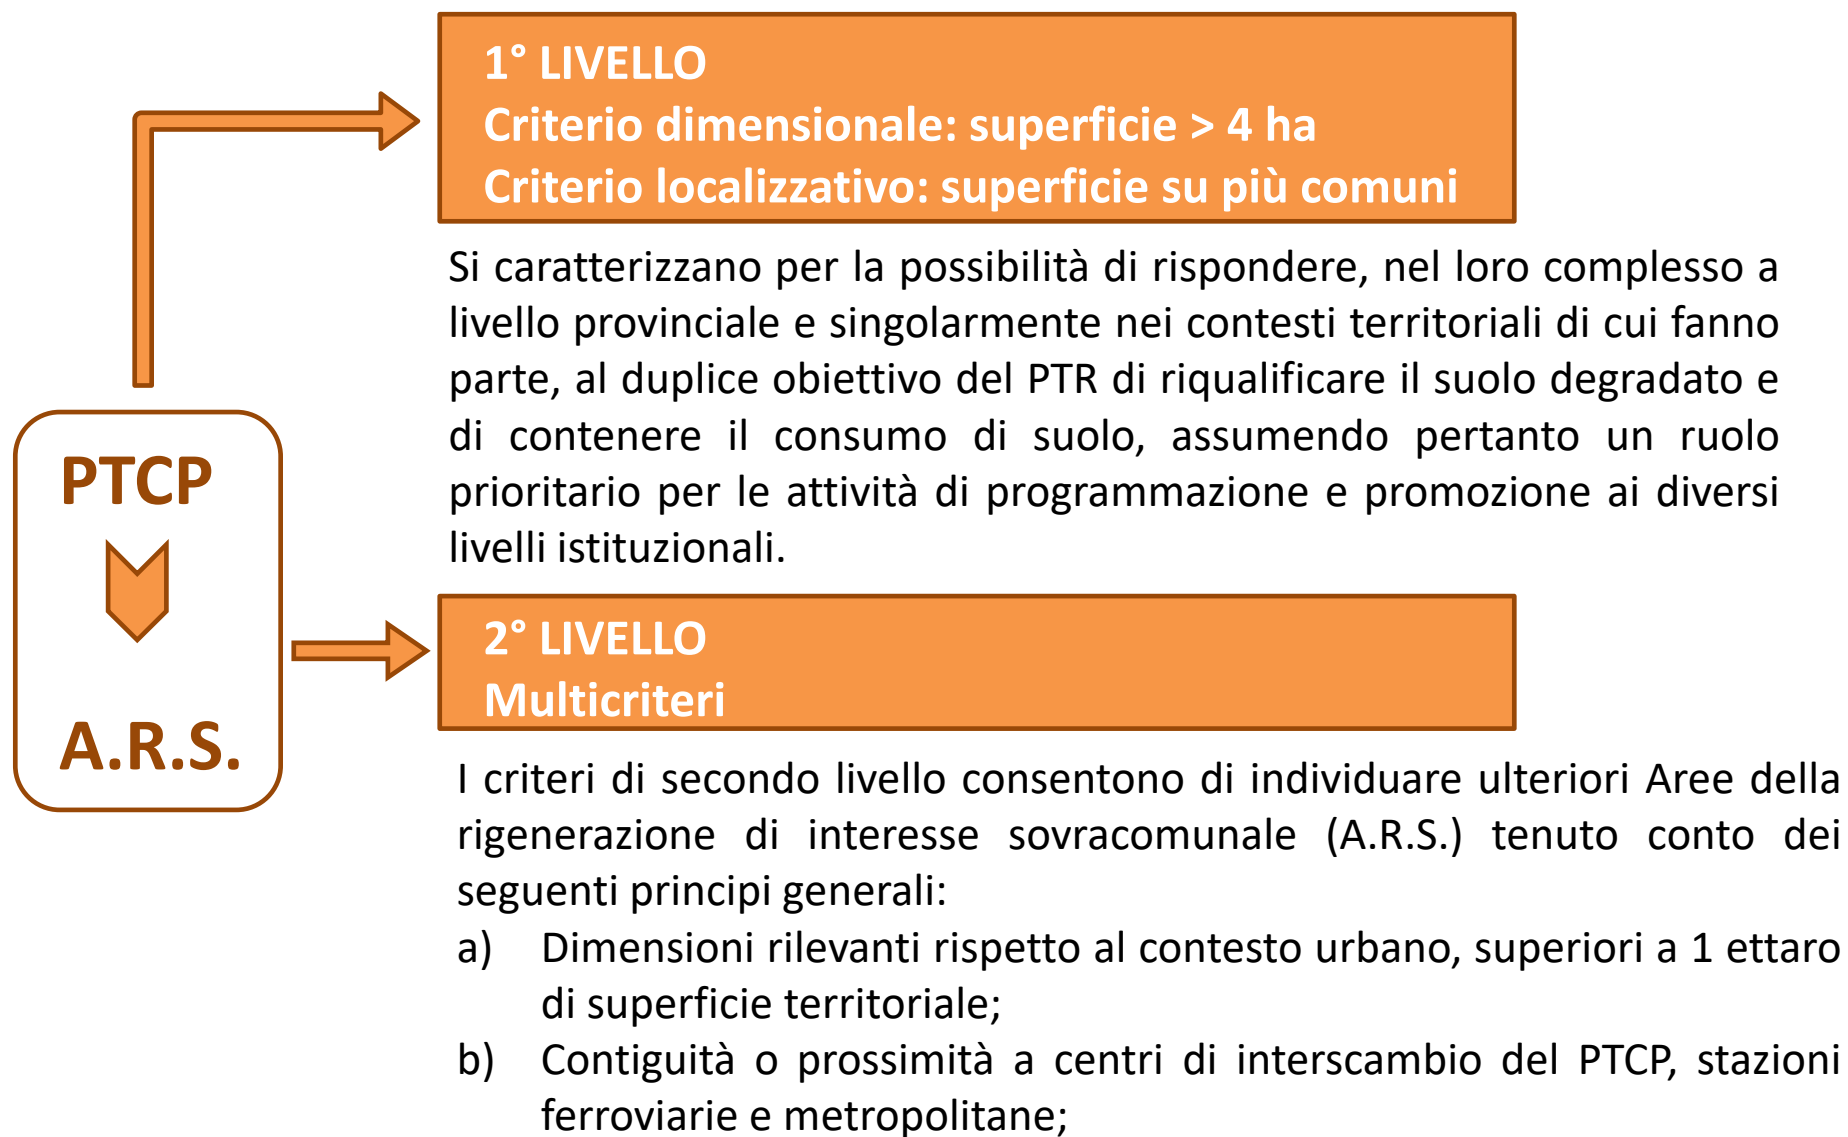 1° LIVELLO
Criterio dimensionale: superficie > 4 ha
Criterio localizzativo: superficie su più comuni
Si caratterizzano per la possibilità di rispondere, nel loro complesso a
livello provinciale e singolarmente nei contesti territoriali di cui fanno
parte, al duplice obiettivo del PTR di riqualificare il suolo degradato e
di contenere il consumo di suolo, assumendo pertanto un ruolo
prioritario per le attività di programmazione e promozione ai diversi
livelli istituzionali.
PTCP
A.R.S.
2° LIVELLO
Multicriteri
I criteri di secondo livello consentono di individuare ulteriori Aree della
rigenerazione di interesse sovracomunale (A.R.S.) tenuto conto dei
seguenti principi generali:
a) Dimensioni rilevanti rispetto al contesto urbano, superiori a 1 ettaro
di superficie territoriale;
b) Contiguità o prossimità a centri di interscambio del PTCP, stazioni
ferroviarie e metropolitane;